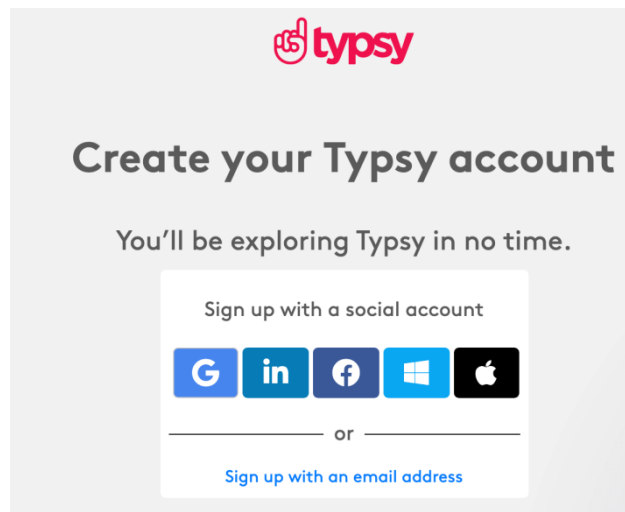 typsy
Create your Typsy account
You'll be exploring Typsy in no time.
Sign up with a social account
G in f
or
Sign up with an email address